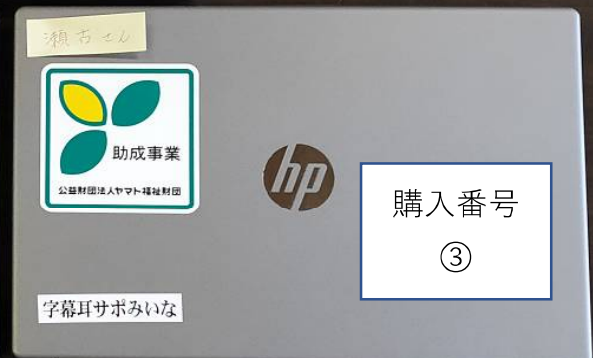 瀬古さん
助成事業
公益財団法人ヤマト福祉財団
hp
購入番号
③
字幕耳サポみいな